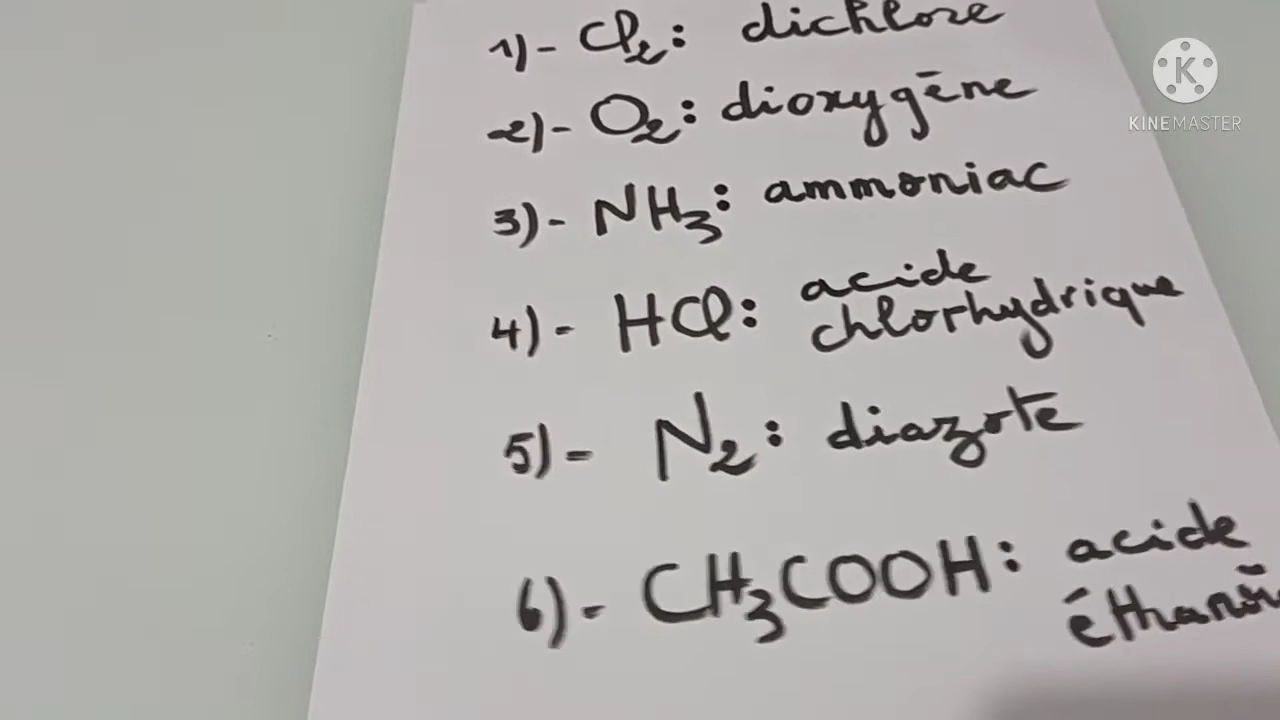 1)- Cl2: dichlore
2)- O2: dioxygène
3)- NH3: ammoniac
4)- HCl: acide
chlorhydrique
5)- N2: diazote
6)- CH3COOH: acide
KINEMASTER